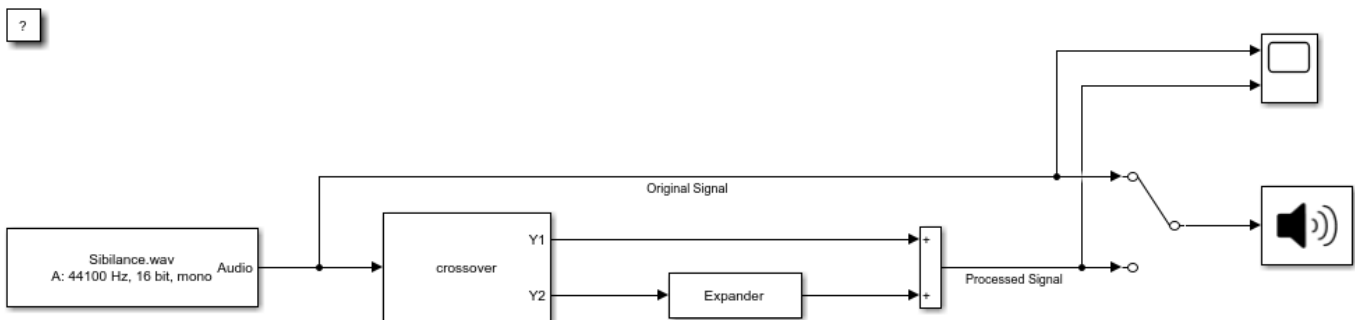 ?
Original Signal
Sibilance.wav
A: 44100 Hz, 16 bit, mono
Audio
crossover
Y1
Y2
Expander
+
+
Processed Signal